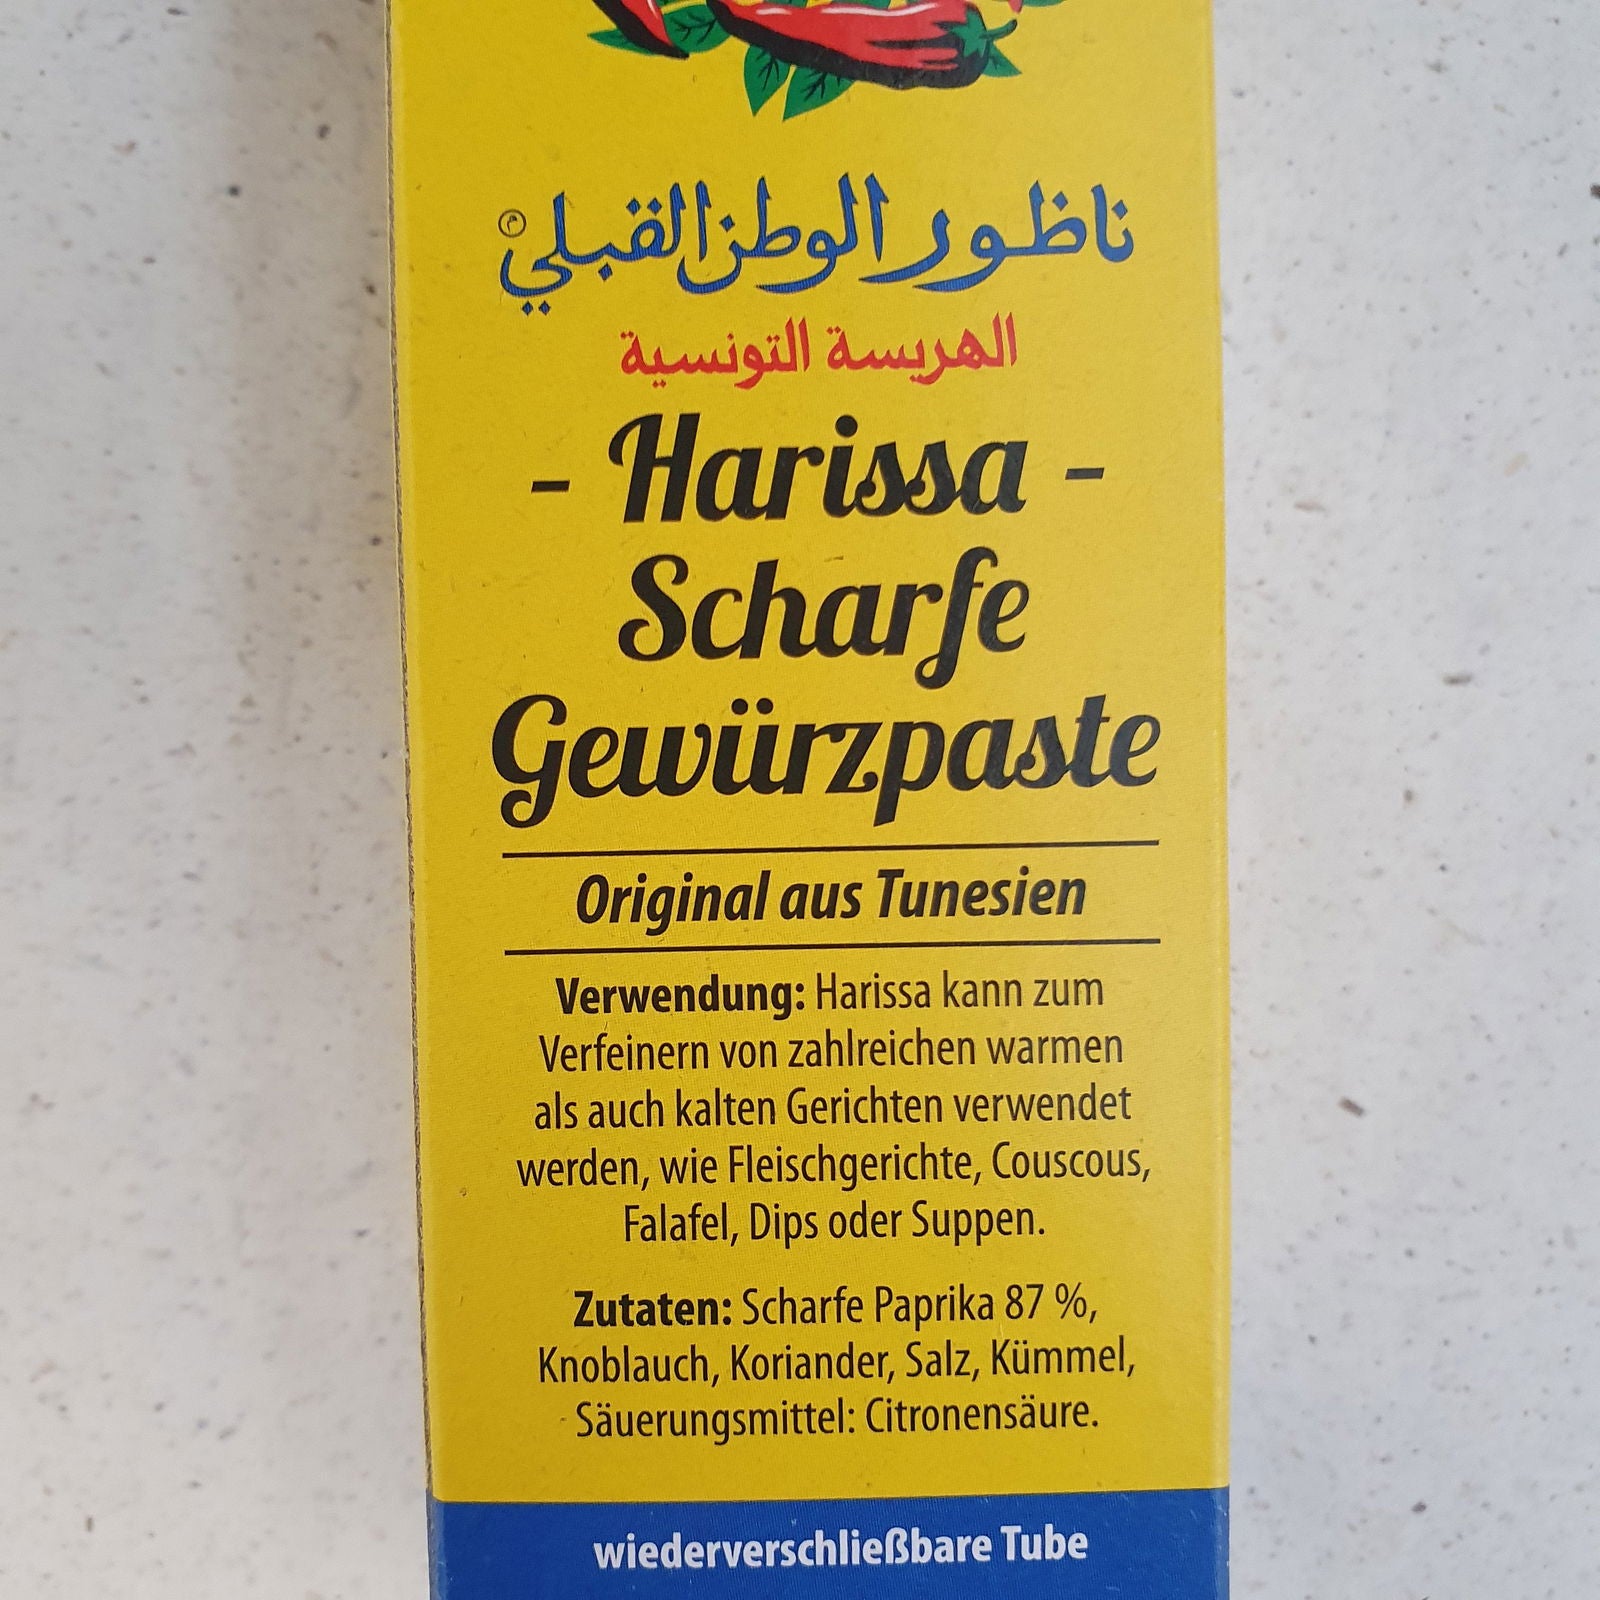 ناظور الوطن القبلي
الهريسة التونسية
- Harissa -
Scharfe
Gewürzpaste
Original aus Tunesien
Verwendung: Harissa kann zum
Verfeinern von zahlreichen warmen
als auch kalten Gerichten verwendet
werden, wie Fleischgerichte, Couscous,
Falafel, Dips oder Suppen.
Zutaten: Scharfe Paprika 87 %,
Knoblauch, Koriander, Salz, Kümmel,
Säuerungsmittel: Citronensäure.
wiederverschließbare Tube